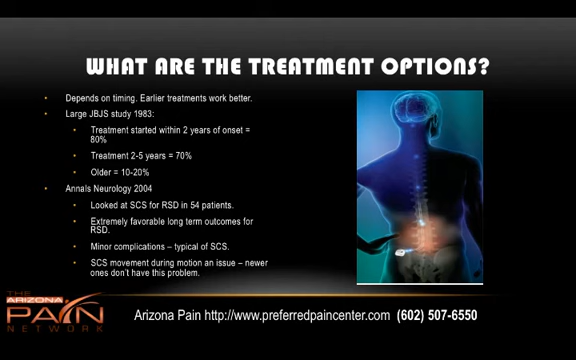 WHAT ARE THE TREATMENT OPTIONS?
• Depends on timing. Earlier treatments work better.
• Large JBJS study 1983:
• Treatment started within 2 years of onset =
80%
• Treatment 2-5 years = 70%
• Older = 10-20%
• Annals Neurology 2004
• Looked at SCS for RSD in 54 patients.
• Extremely favorable long term outcomes for
RSD.
• Minor complications – typical of SCS.
• SCS movement during motion an issue – newer
ones don't have this problem.
THE
ARIZONA
PAIN
NETWORK
Arizona Pain http://www.preferredpaincenter.com (602) 507-6550